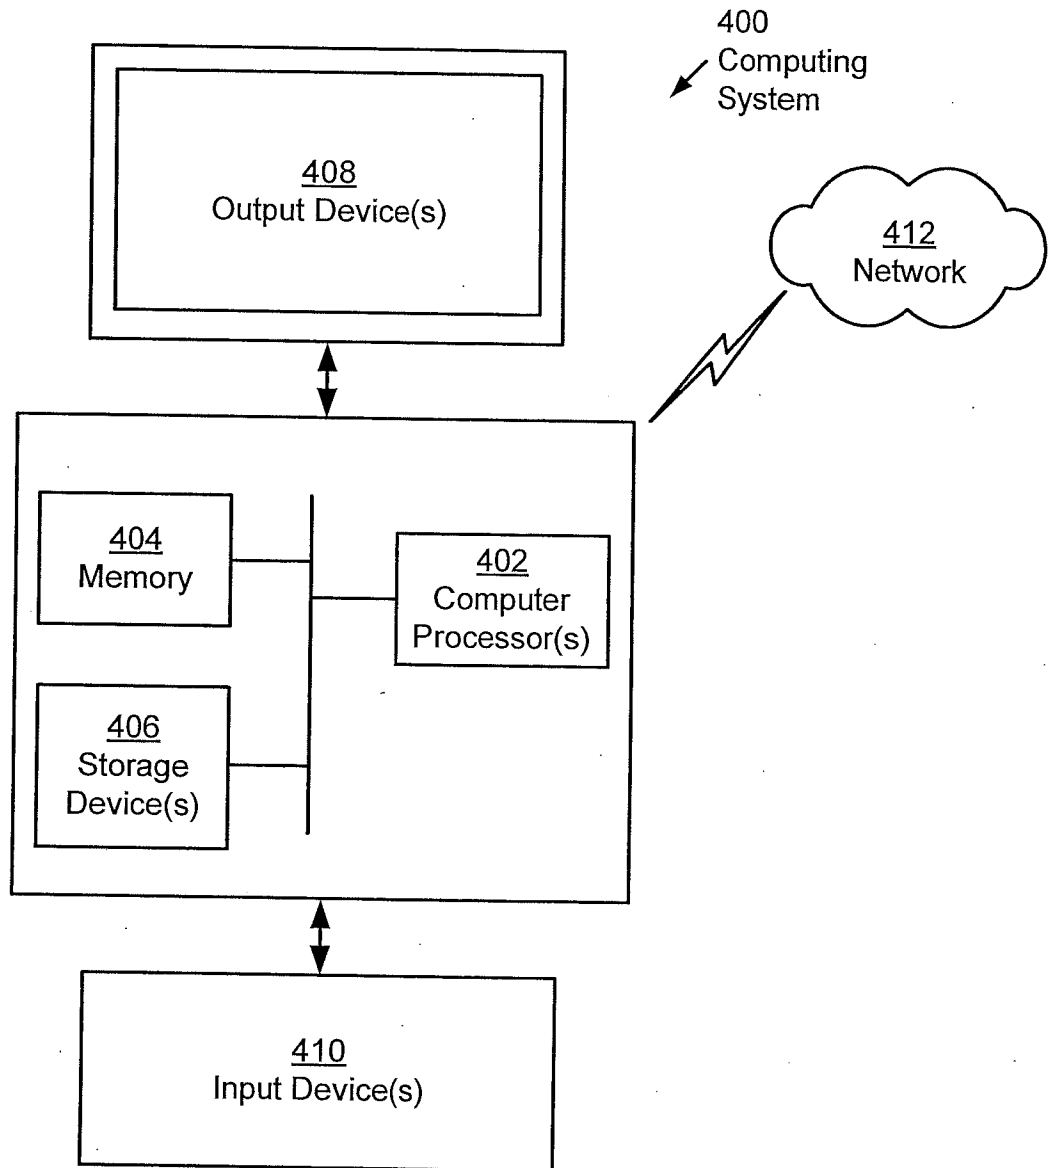 400
Computing
System
408
Output Device(s)
412
Network
404
Memory
402
Computer
Processor(s)
406
Storage
Device(s)
410
Input Device(s)